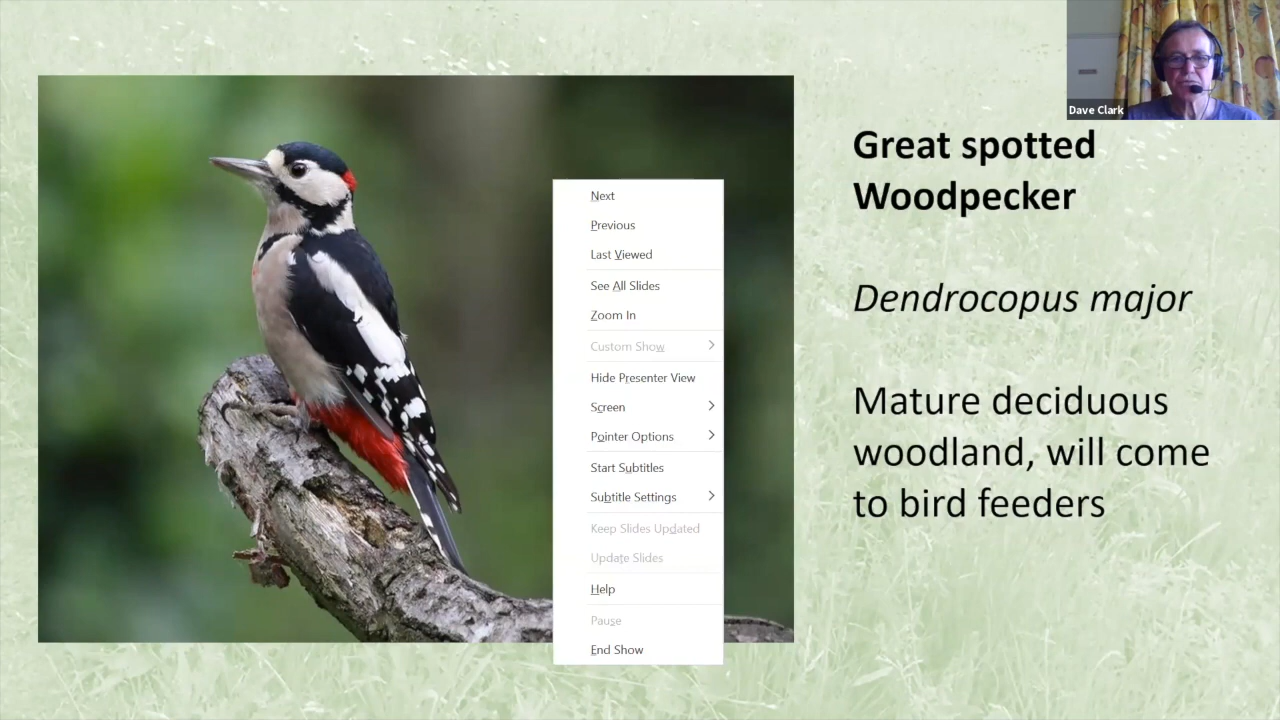 Dave Clark
Great spotted
Woodpecker
Dendrocopus major
Mature deciduous
woodland, will come
to bird feeders
Next
Previous
Last Viewed
See All Slides
Zoom In
Custom Show
Hide Presenter View
Screen
Pointer Options
Start Subtitles
Subtitle Settings
Keep Slides Updated
Update Slides
Help
Pause
End Show